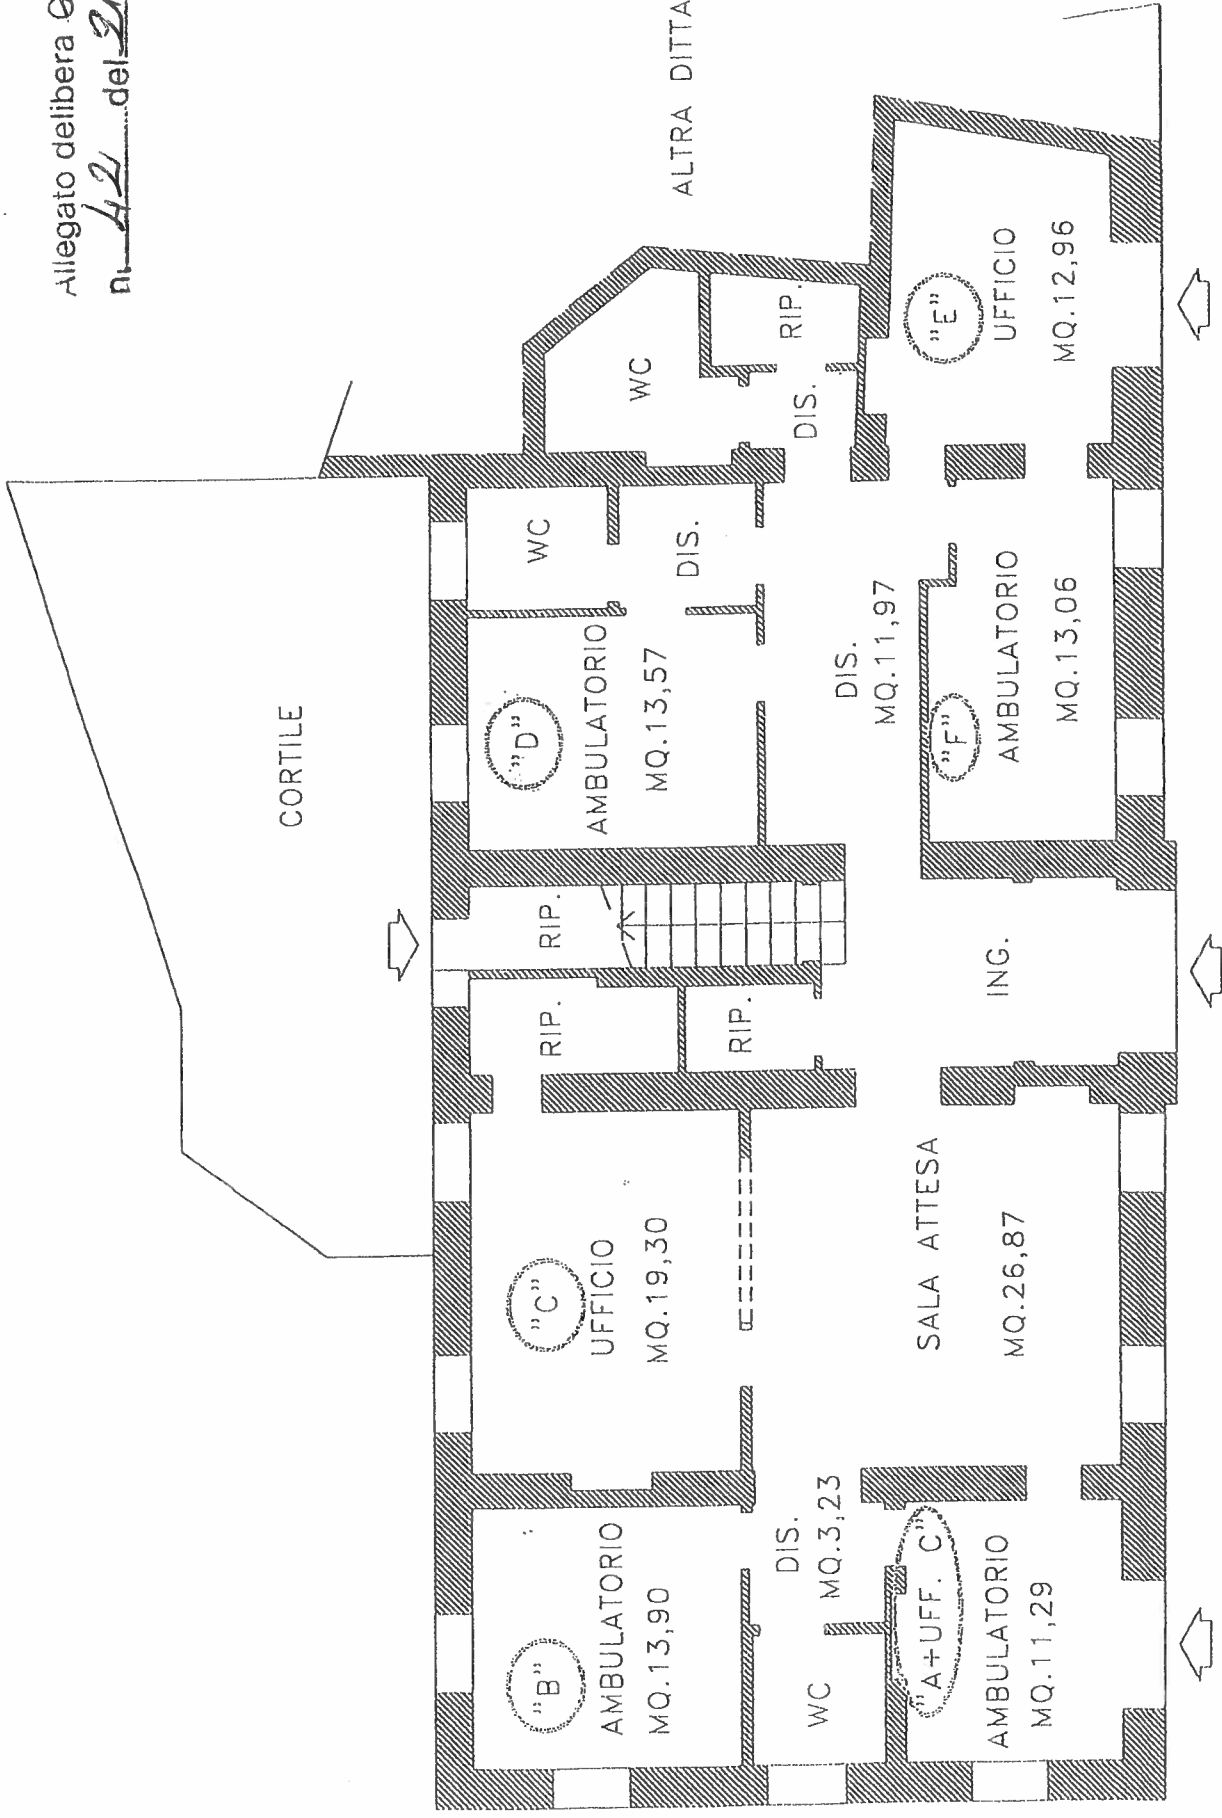 Allegato delibera
n. 42 del
ALTRA DITTA
CORTILE
"B"
AMBULATORIO
MQ.13,90
"C"
UFFICIO
MQ.19,30
RIP.
RIP.
RIP.
"D"
AMBULATORIO
MQ.13,57
WC
DIS.
WC
RIP.
DIS.
WC
DIS.
MQ.3,23
"A+UFF. C"
AMBULATORIO
MQ.11,29
SALA ATTESA
MQ.26,87
ING.
DIS.
MQ.11,97
"F"
AMBULATORIO
MQ.13,06
"E"
UFFICIO
MQ.12,96